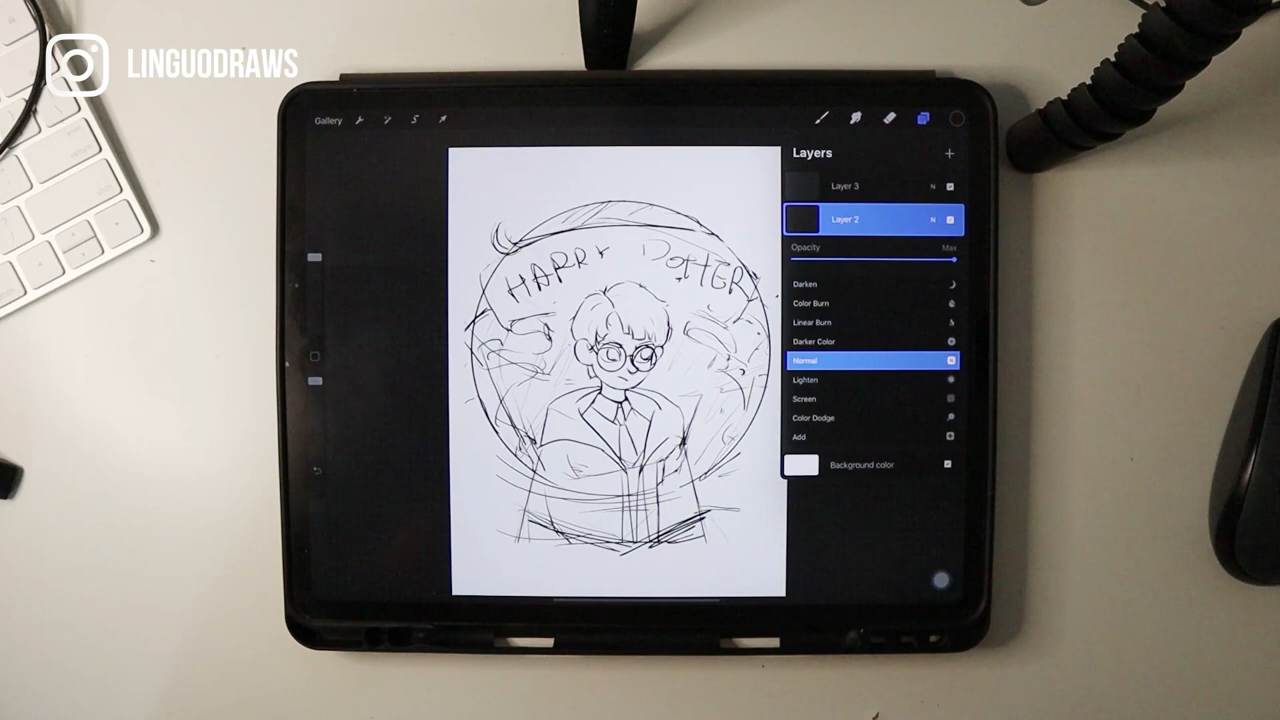 LINGUODRAWS
Gallery
Layers
Layer 3
N
Layer 2
N
Opacity
Max
Darken
Color Burn
Linear Burn
Darker Color
Normal
N
Lighten
Screen
Color Dodge
Add
Background color
HARRY POTTER
return